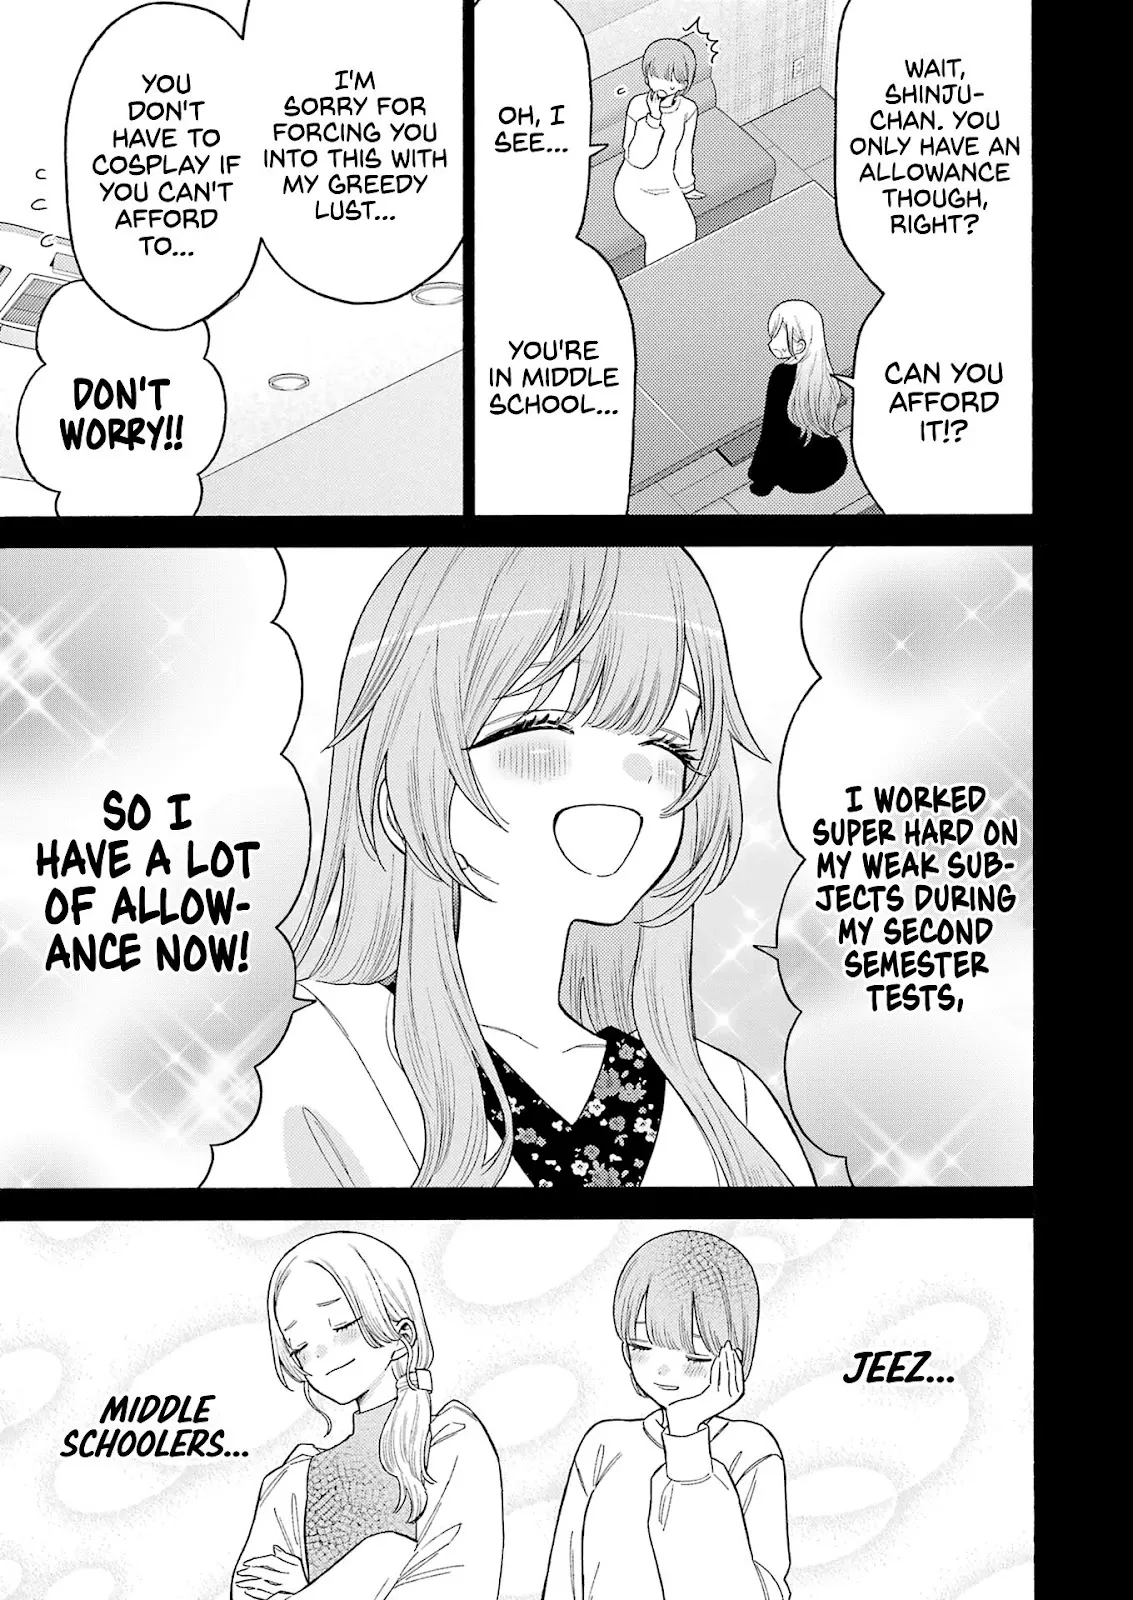 WAIT,
SHINJU-
CHAN. YOU
ONLY HAVE AN
ALLOWANCE
THOUGH,
RIGHT?
CAN YOU
AFFORD
IT!?
OH, I
SEE...
YOU'RE
IN MIDDLE
SCHOOL...
I'M
SORRY FOR
FORCING YOU
INTO THIS WITH
MY GREEDY
LUST...
YOU
DON'T
HAVE TO
COSPLAY IF
YOU CAN'T
AFFORD
TO...
DON'T
WORRY!!
I WORKED
SUPER HARD ON
MY WEAK SUB-
JECTS DURING
MY SECOND
SEMESTER
TESTS,
SO I
HAVE A LOT
OF ALLOW-
ANCE NOW!
JEEZ...
MIDDLE
SCHOOLERS...